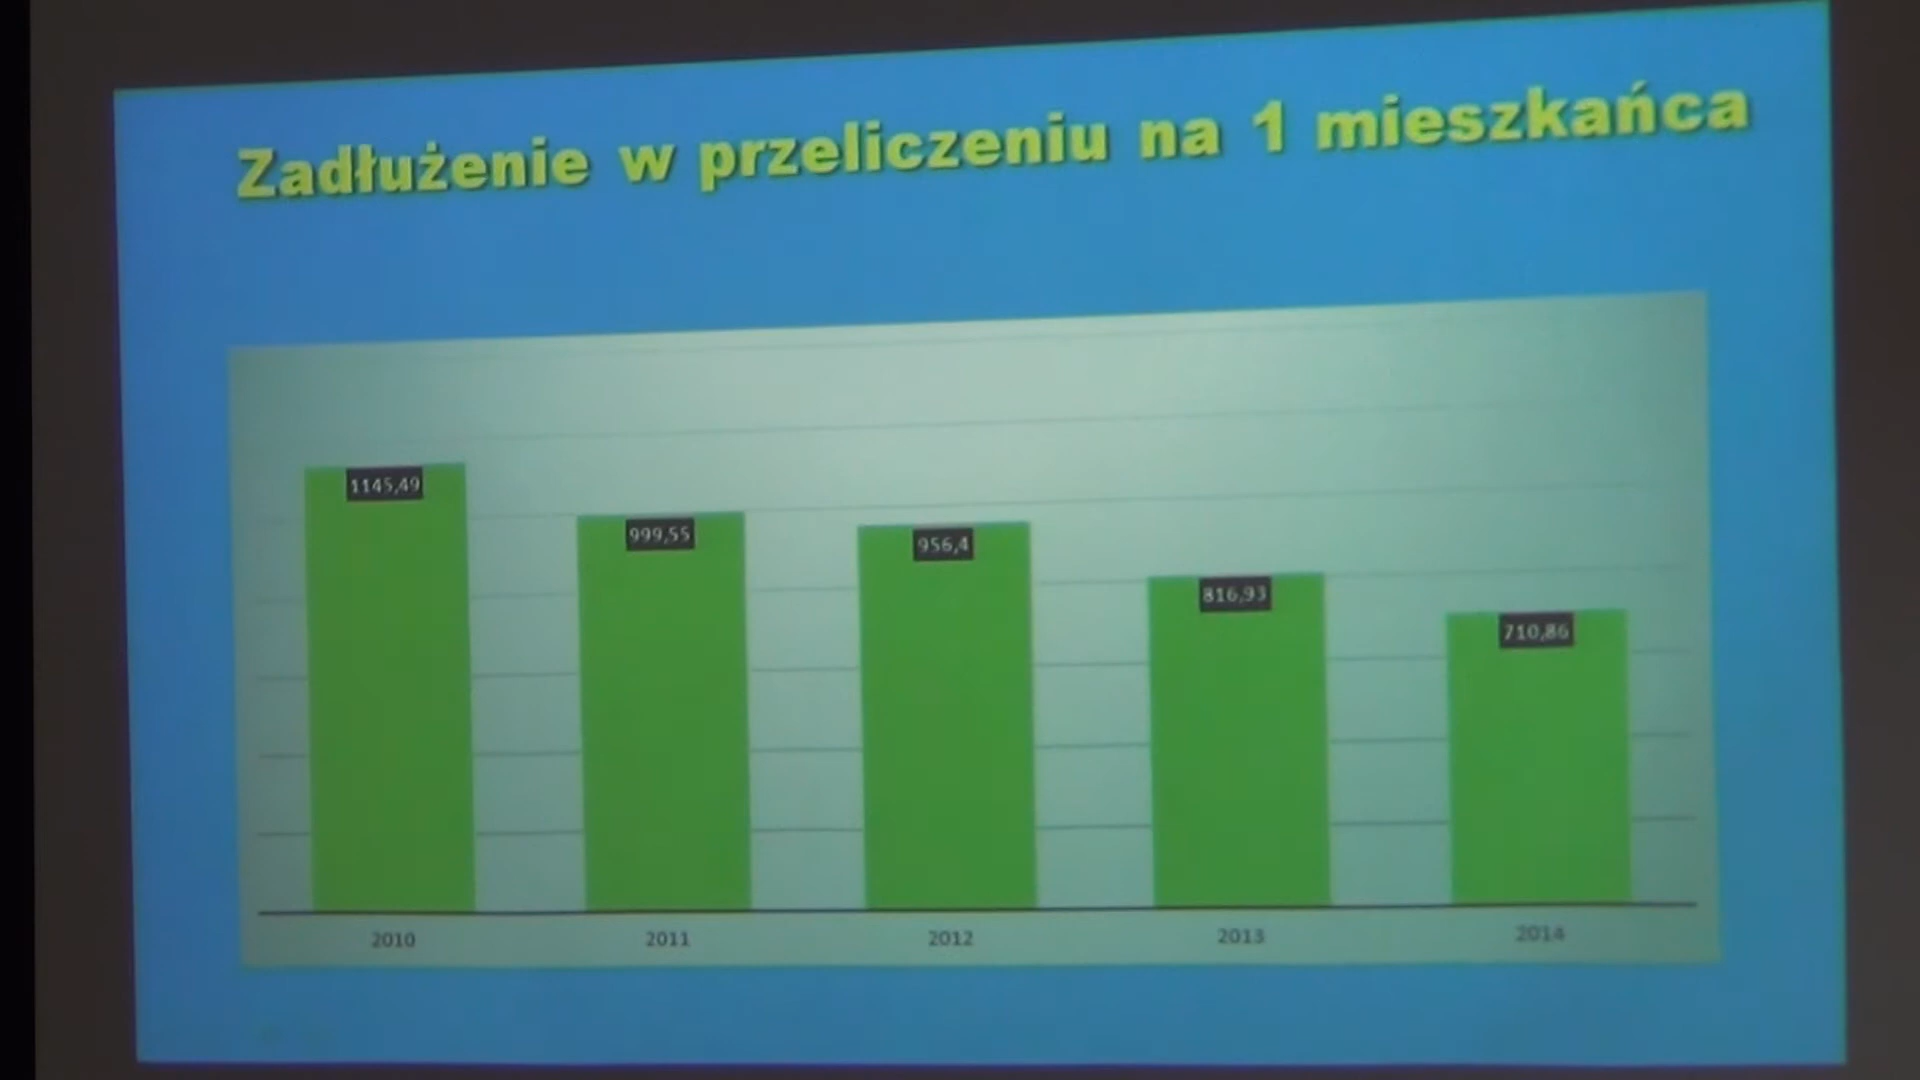 Zadłużenie w przeliczeniu na 1 mieszkańca
1145,49
999,55
956,4
816,93
710,86
2010 2011 2012 2013 2014